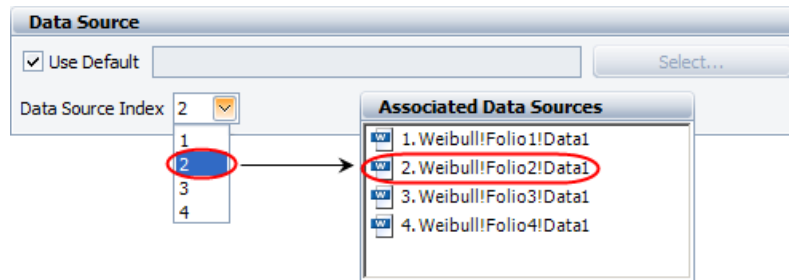 Data Source
Use Default
Select...
Data Source Index 2
1
2
3
4
Associated Data Sources
1. Weibull!Folio1!Data1
2. Weibull!Folio2!Data1
3. Weibull!Folio3!Data1
4. Weibull!Folio4!Data1